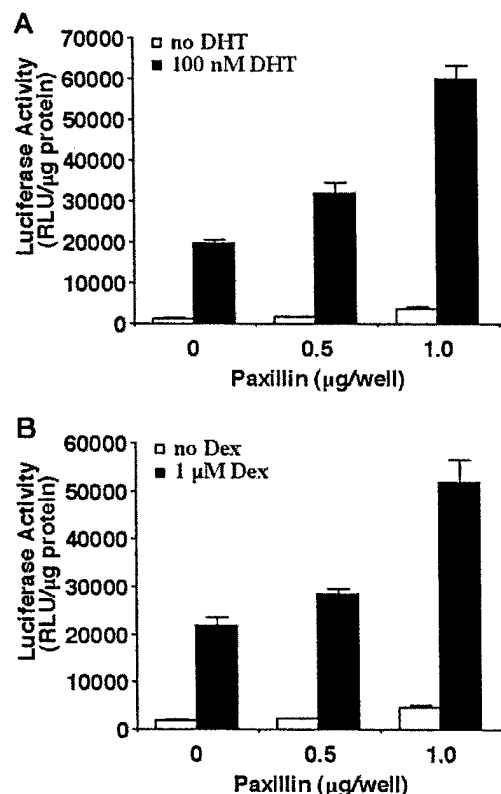 A
no DHT
100 nM DHT
Luciferase Activity
(RLU/µg protein)
70000
60000
50000
40000
30000
20000
10000
0
0 0.5 1.0
Paxillin (µg/well)
B
no Dex
1 µM Dex
Luciferase Activity
(RLU/µg protein)
60000
50000
40000
30000
20000
10000
0
0 0.5 1.0
Paxillin (µg/well)